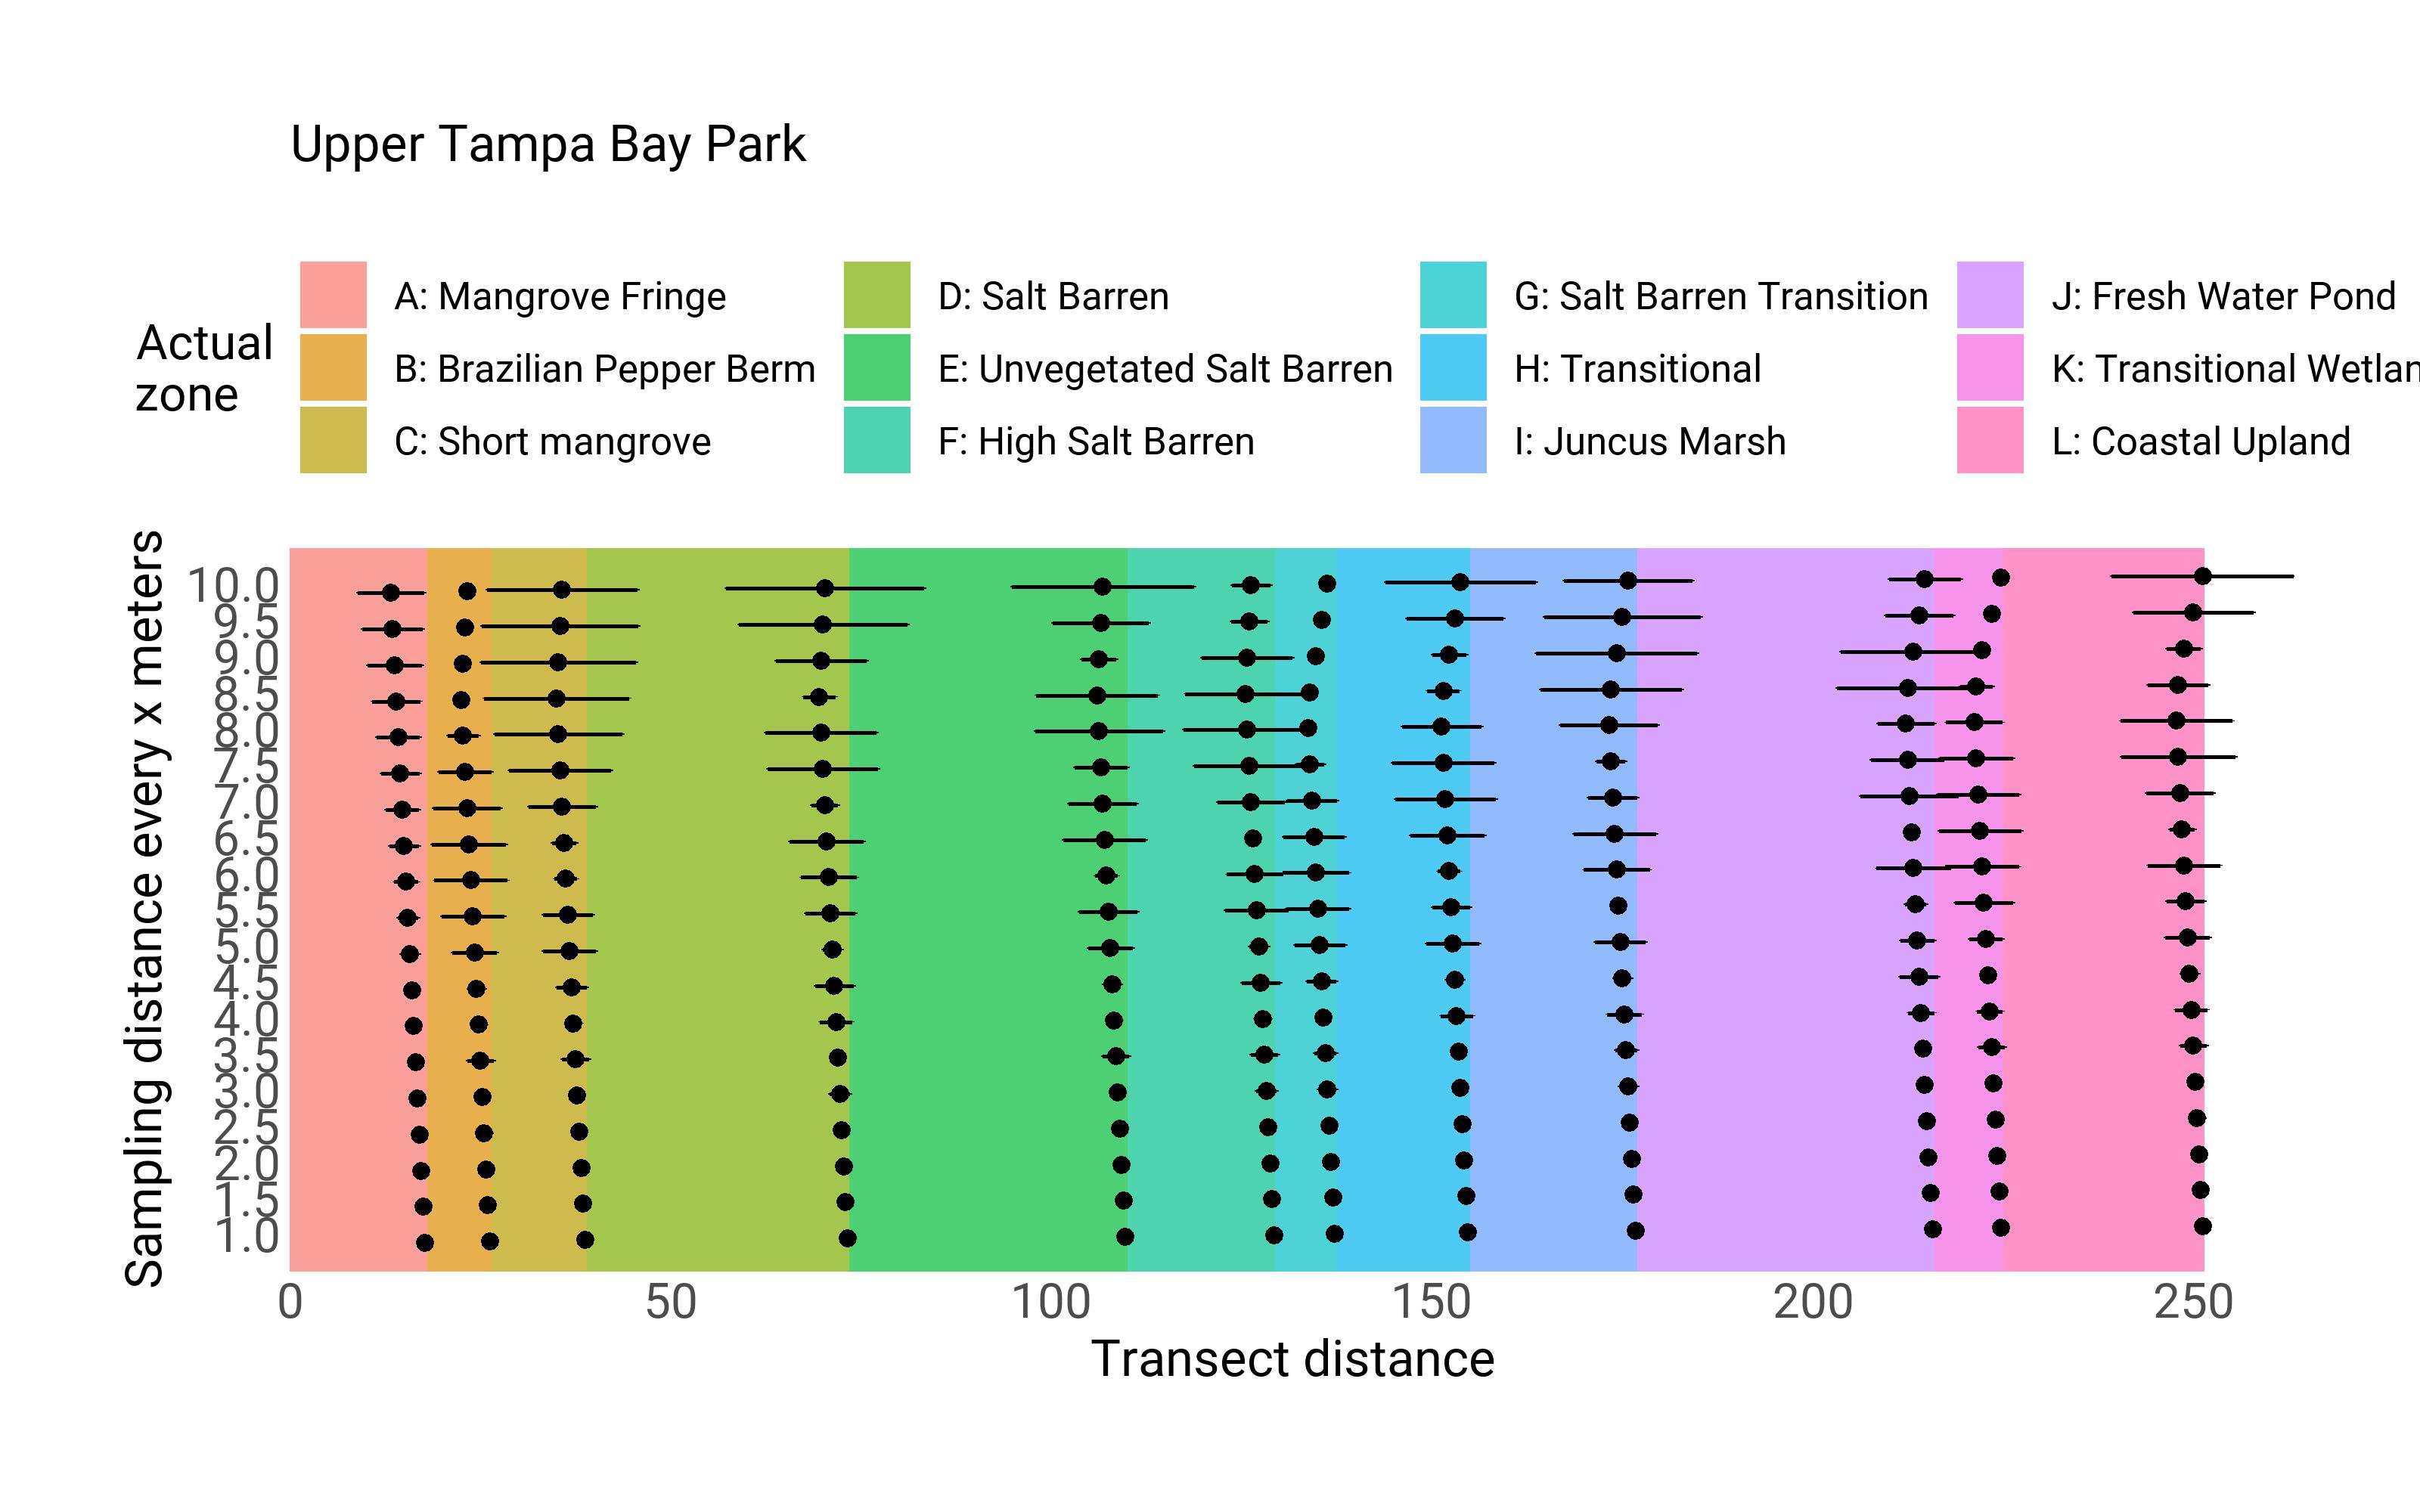 Upper Tampa Bay Park
Actual
zone
A: Mangrove Fringe
B: Brazilian Pepper Berm
C: Short mangrove
D: Salt Barren
E: Unvegetated Salt Barren
F: High Salt Barren
G: Salt Barren Transition
H: Transitional
I: Juncus Marsh
J: Fresh Water Pond
K: Transitional Wetlan
L: Coastal Upland
Sampling distance every x meters
10.0
9.5
9.0
8.5
8.0
7.5
7.0
6.5
6.0
5.5
5.0
4.5
4.0
3.5
3.0
2.5
2.0
1.5
1.0
0 50 100 150 200 250
Transect distance